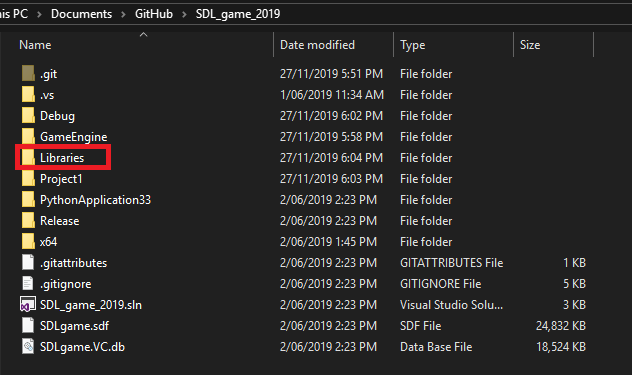 his PC > Documents > GitHub > SDL_game_2019
Name Date modified Type Size
.git 27/11/2019 5:51 PM File folder
.vs 1/06/2019 11:34 AM File folder
Debug 27/11/2019 6:02 PM File folder
GameEngine 27/11/2019 5:58 PM File folder
Libraries 27/11/2019 6:04 PM File folder
Project1 27/11/2019 6:03 PM File folder
PythonApplication33 2/06/2019 2:23 PM File folder
Release 2/06/2019 2:23 PM File folder
x64 2/06/2019 1:45 PM File folder
.gitattributes 2/06/2019 2:23 PM GITATTRIBUTES File 1 KB
.gitignore 2/06/2019 2:23 PM GITIGNORE File 5 KB
SDL_game_2019.sln 2/06/2019 2:23 PM Visual Studio Solu... 3 KB
SDLgame.sdf 2/06/2019 2:23 PM SDF File 24,832 KB
SDLgame.VC.db 2/06/2019 2:23 PM Data Base File 18,524 KB